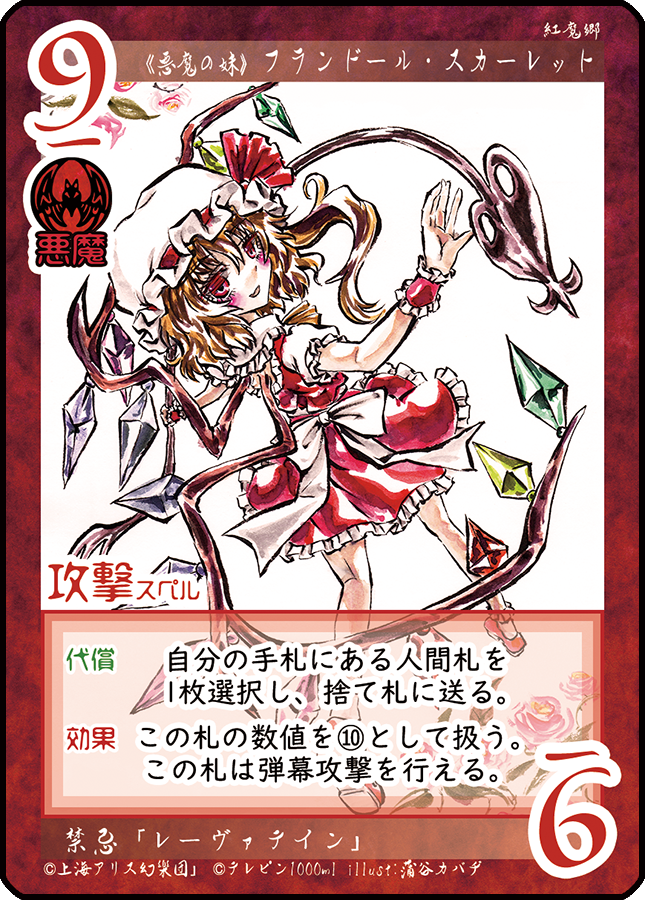 紅魔郷
9
《悪魔の妹》フランドール・スカーレット
悪魔
攻撃スペル
代償 自分の手札にある人間札を
1枚選択し、捨て札に送る。
効果 この札の数値を⑩として扱う。
この札は弾幕攻撃を行える。
9
禁忌「レーヴァテイン」
©上海アリス幻樂団」 ©テレピン1000ml illust:蒲谷カバヂ